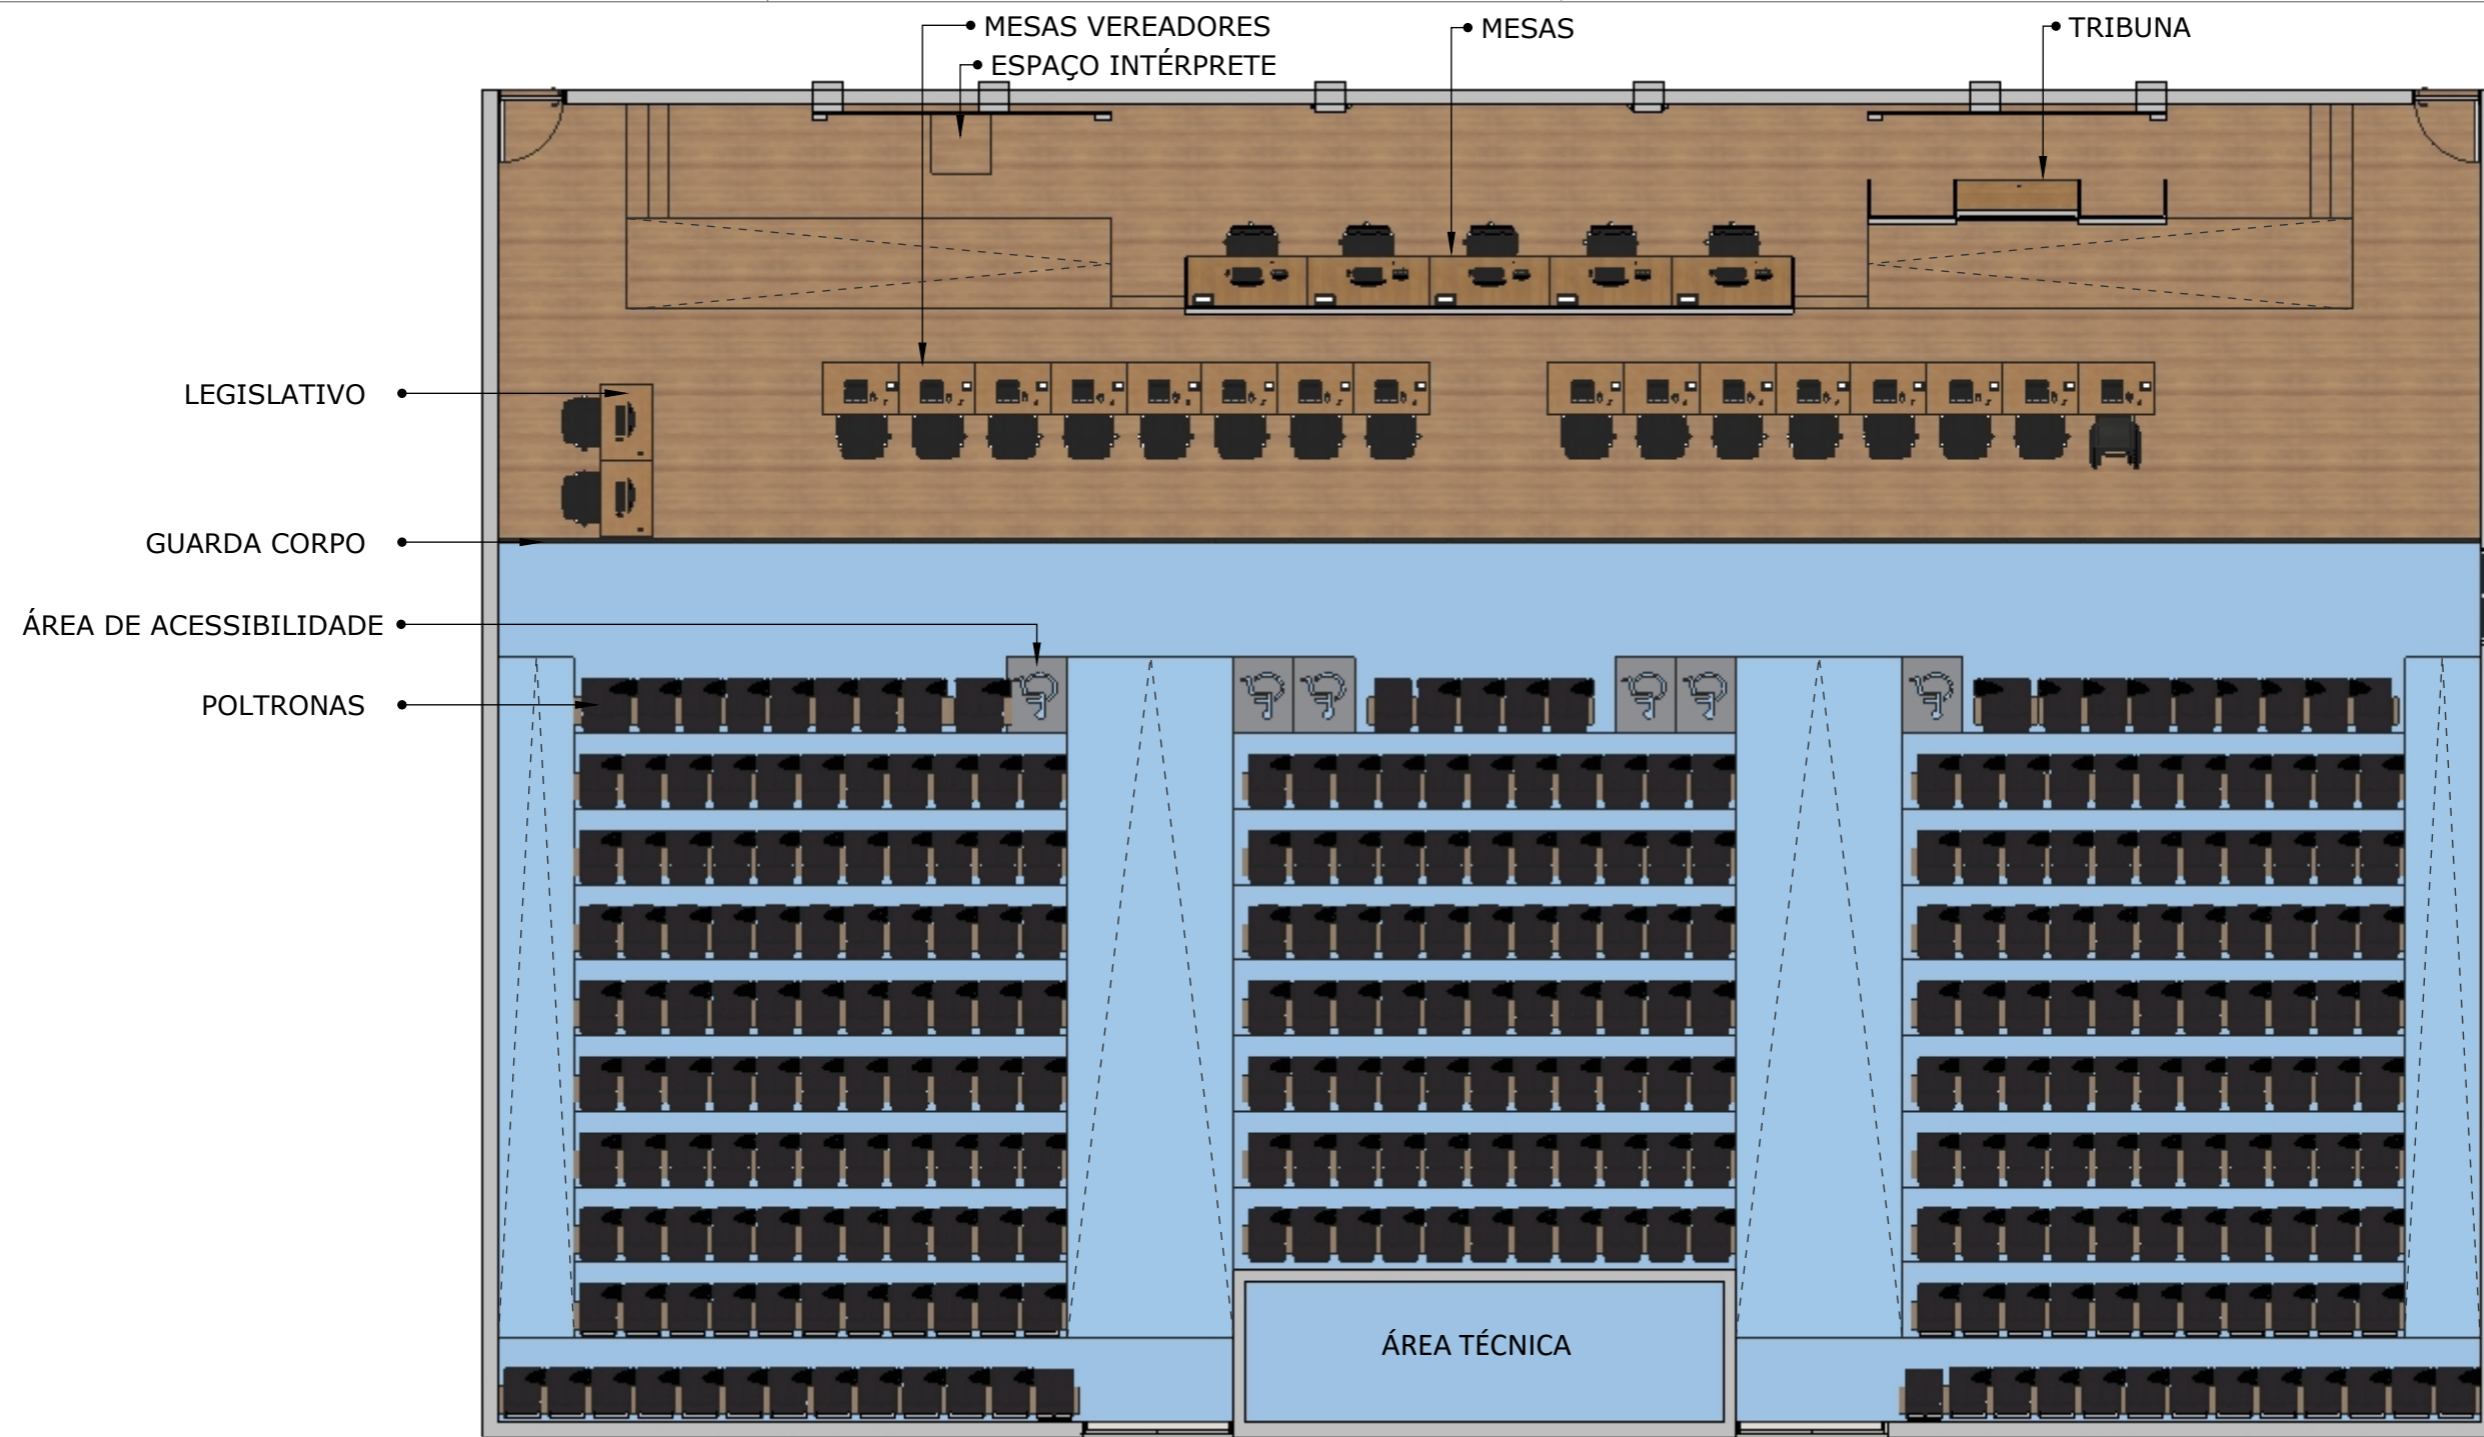 MESAS VEREADORES
MESAS
TRIBUNA
ESPAÇO INTÉRPRETE
LEGISLATIVO
GUARDA CORPO
ÁREA DE ACESSIBILIDADE
POLTRONAS
ÁREA TÉCNICA